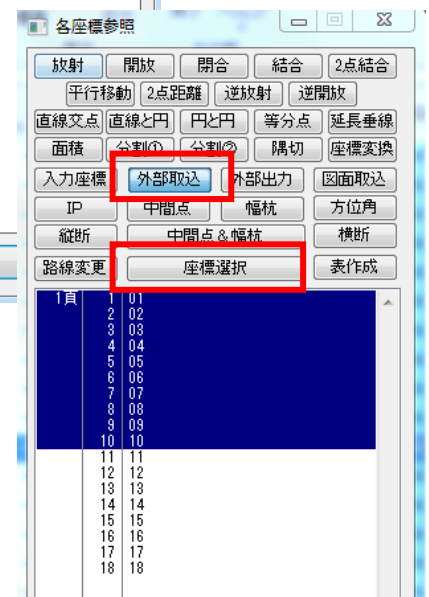 各座標参照
放射 開放 閉合 結合 2点結合
平行移動 2点距離 逆放射 逆開放
直線交点 直線と円 円と円 等分点 延長垂線
面積 分割① 分割② 隅切 座標変換
入力座標 外部取込 外部出力 図面取込
IP 中間点 幅杭 方位角
縦断 中間点&幅杭 横断
路線変更 座標選択 表作成
1頁 1 01
2 02
3 03
4 04
5 05
6 06
7 07
8 08
9 09
10 10
11 11
12 12
13 13
14 14
15 15
16 16
17 17
18 18